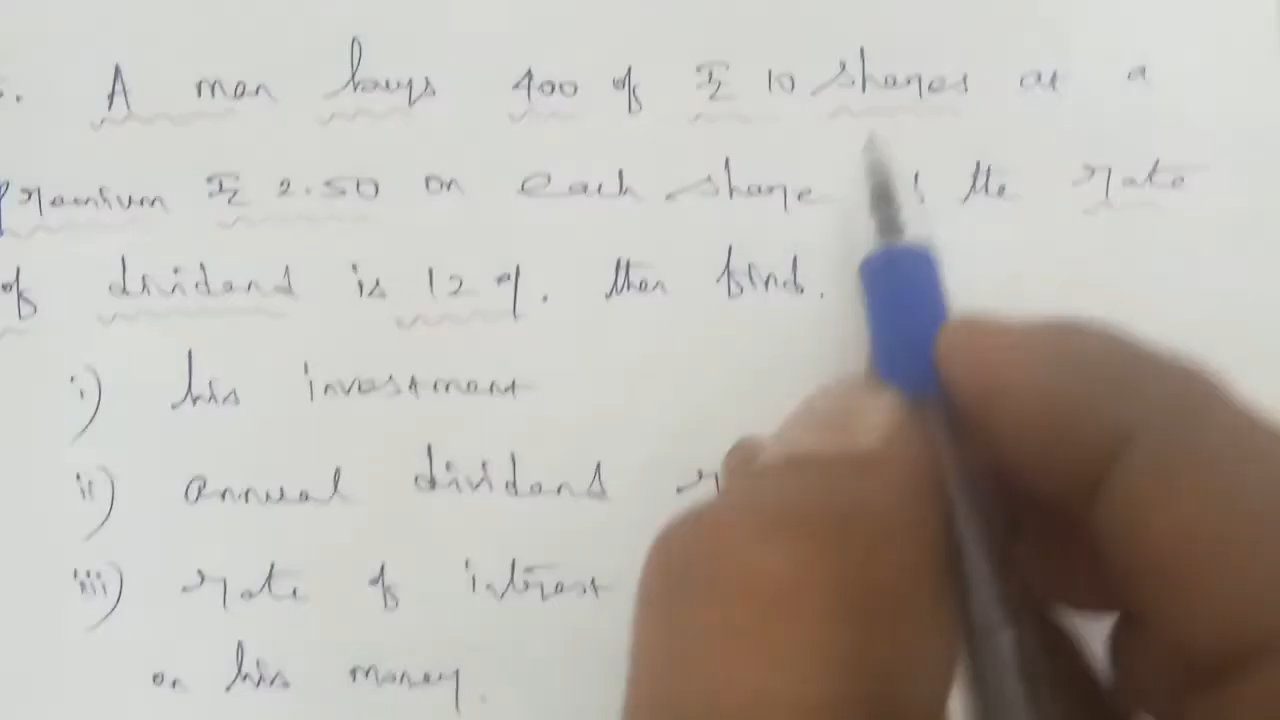 A man buys 400 of ₹ 10 shares at a
premium ₹ 2.50 on each share the rate
of dividend is 12 %. then find.
i) his investment
ii) annual dividend
iii) rate of interest
on his money.